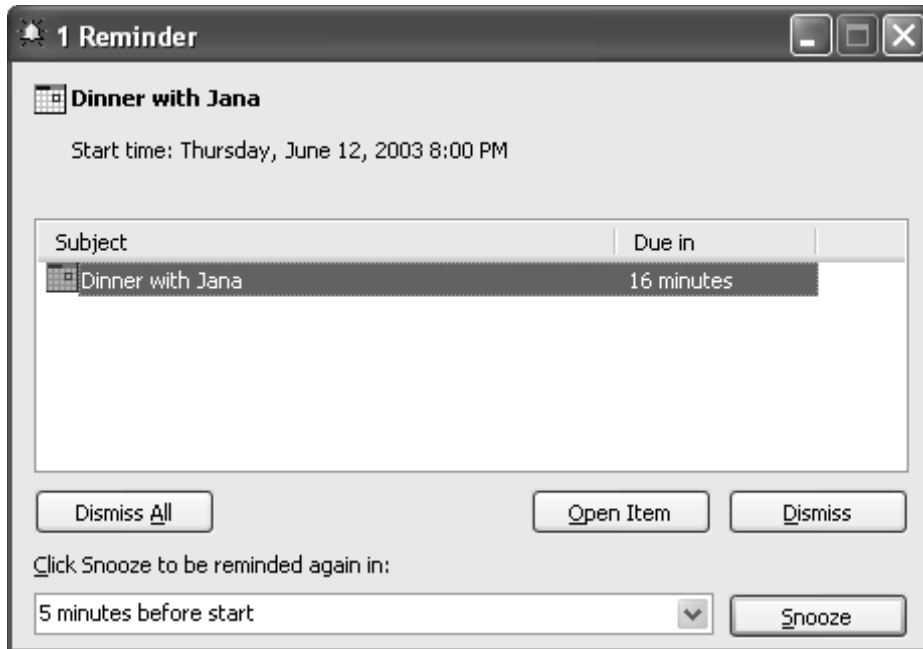 1 Reminder
Dinner with Jana
Start time: Thursday, June 12, 2003 8:00 PM
Subject Due in
Dinner with Jana 16 minutes
Dismiss All Open Item Dismiss
Click Snooze to be reminded again in:
5 minutes before start Snooze